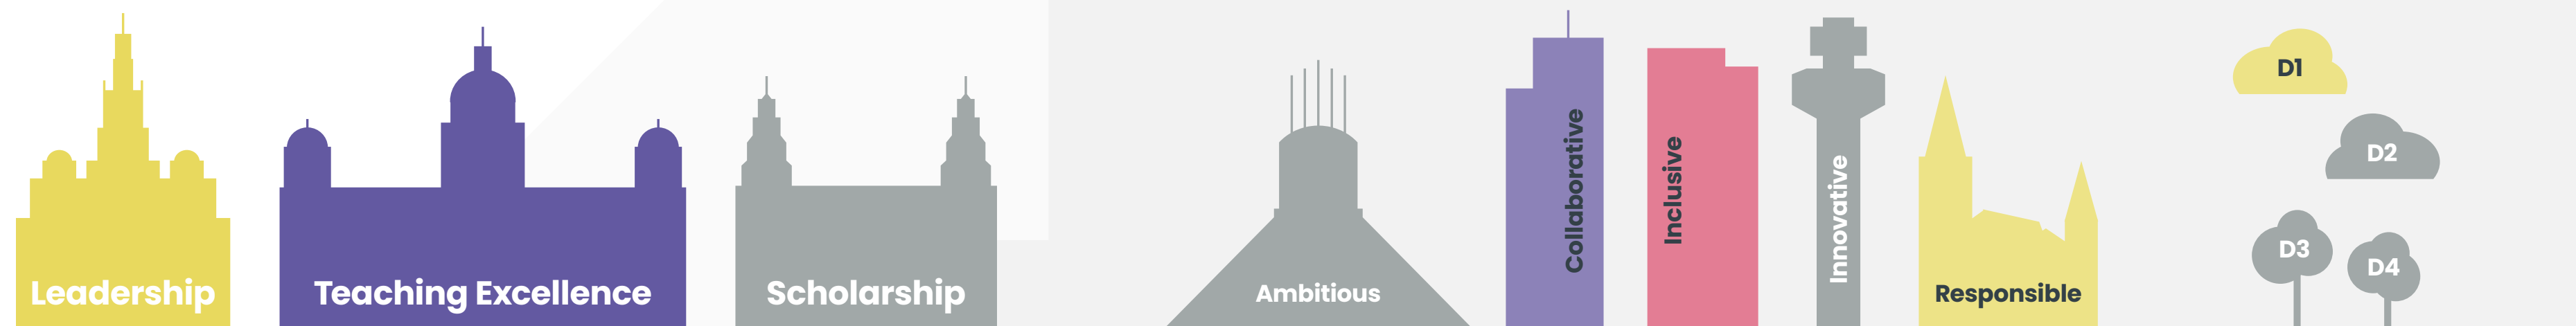 Leadership
Teaching Excellence
Scholarship
Ambitious
Collaborative
Inclusive
Innovative
Responsible
D1
D2
D3
D4